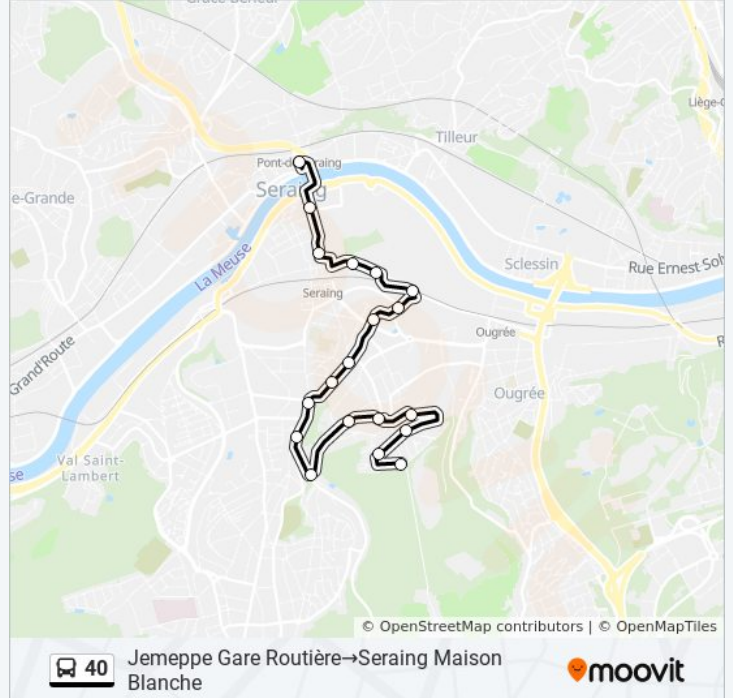 Grâce-Berleur
Liège-C
Tilleur
Pont-de-Seraing
e-Grande
Seraing
La Meuse
Sclessin
Rue Ernest Sol
Seraing
Ougrée
R
Grand'Route
Ougrée
Val Saint-
Lambert
se
© OpenStreetMap contributors | © OpenMapTiles
40
Jemeppe Gare Routière→Seraing Maison
Blanche
moovit